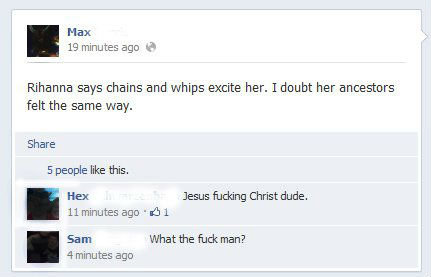 Max
19 minutes ago
Rihanna says chains and whips excite her. I doubt her ancestors
felt the same way.
Share
5 people like this.
Hex Jesus fucking Christ dude.
11 minutes ago · 1
Sam What the fuck man?
4 minutes ago